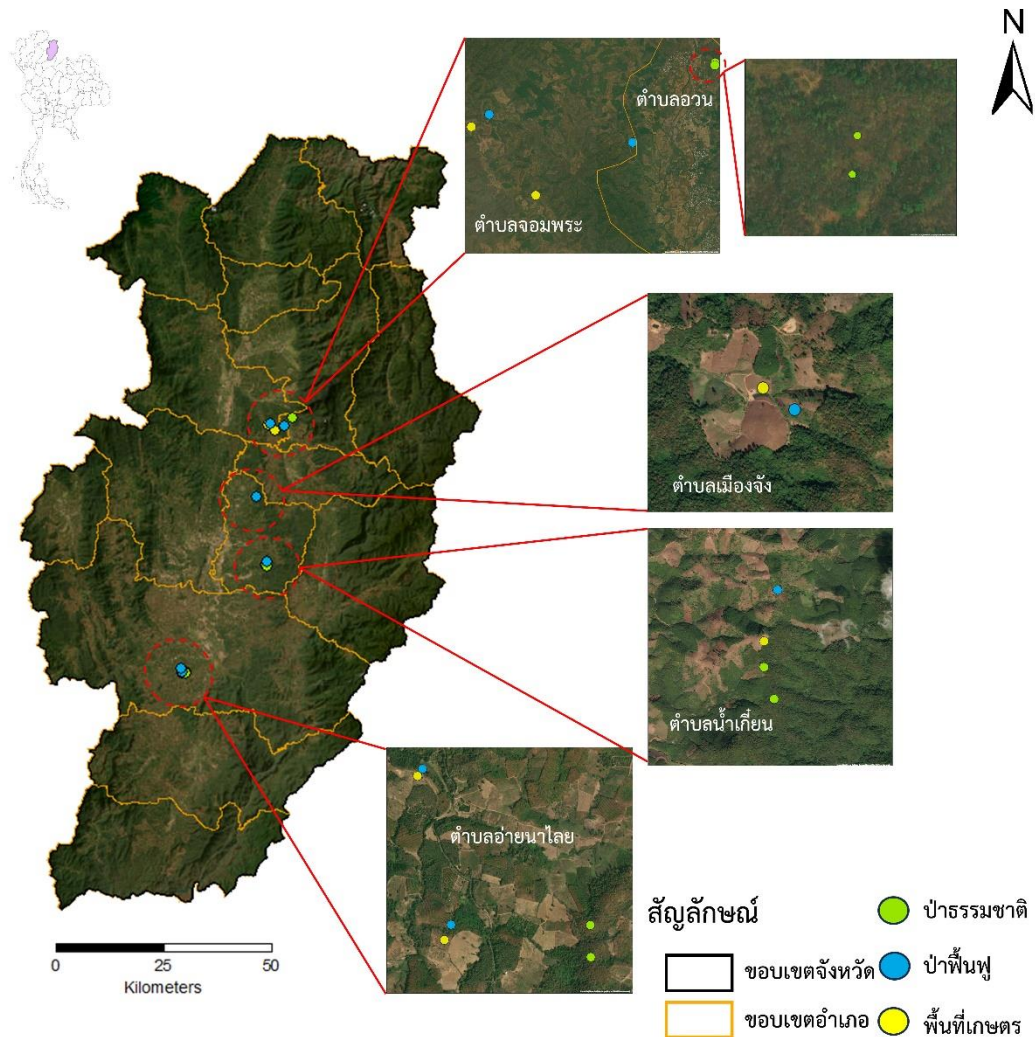 N
ตำบลอวน
ตำบลจอมพระ
ตำบลเมืองจัง
ตำบลน้ำเกี๋ยน
ตำบลอ่ายนาไลย
0 25 50
Kilometers
สัญลักษณ์
ขอบเขตจังหวัด
ขอบเขตอำเภอ
ป่าธรรมชาติ
ป่าฟื้นฟู
พื้นที่เกษตร